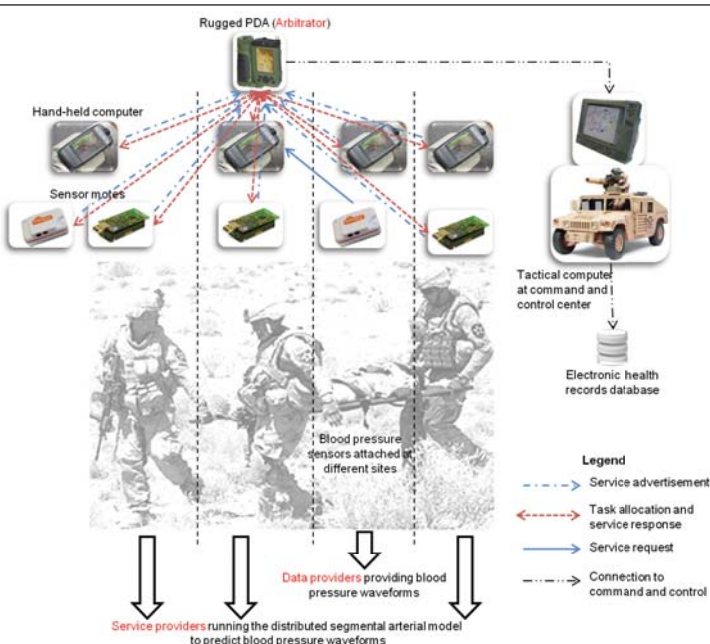 Rugged PDA (Arbitrator)
Hand-held computer
Sensor motes
Tactical computer
at command and
control center
Electronic health
records database
Blood pressure
sensors attached at
different sites
Legend
Service advertisement
Task allocation and
service response
Service request
Connection to
command and control
Data providers providing blood
pressure waveforms
Service providers running the distributed segmental arterial model
to predict blood pressure waveforms